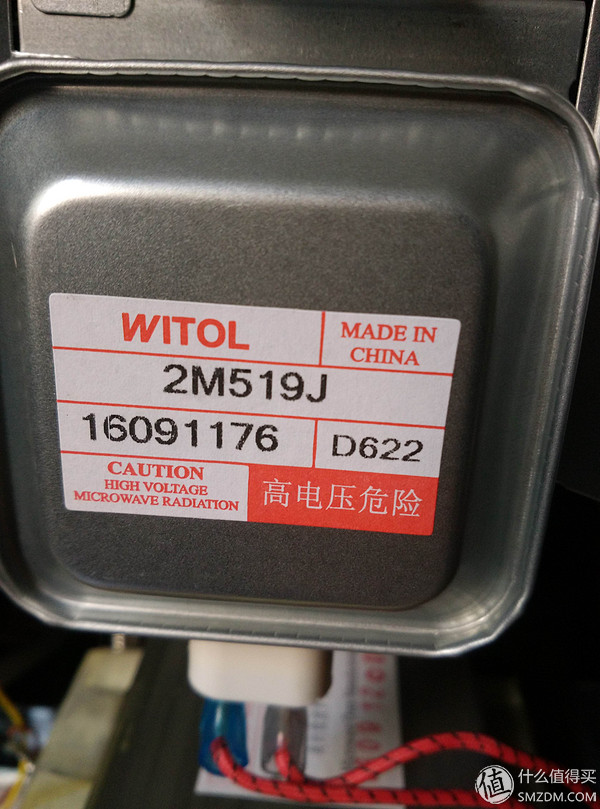 WITOL
MADE IN
CHINA
2M519J
16091176
D622
CAUTION
HIGH VOLTAGE
MICROWAVE RADIATION
高电压危险
值 什么值得买
SMZDM.COM